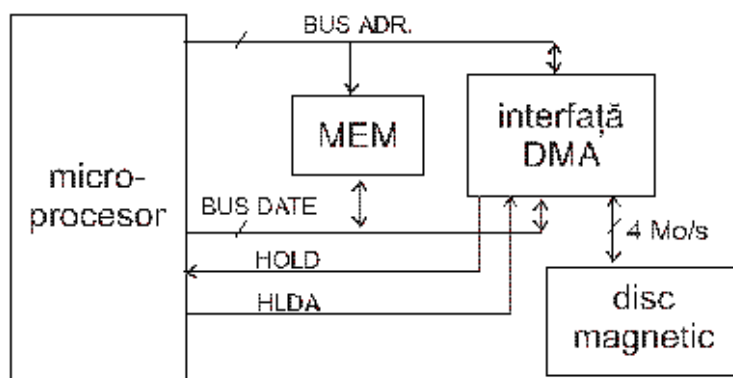 BUS ADR.
MEM
interfață
DMA
micro-
procesor
BUS DATE
4 Mo/s
HOLD
HLDA
disc
magnetic